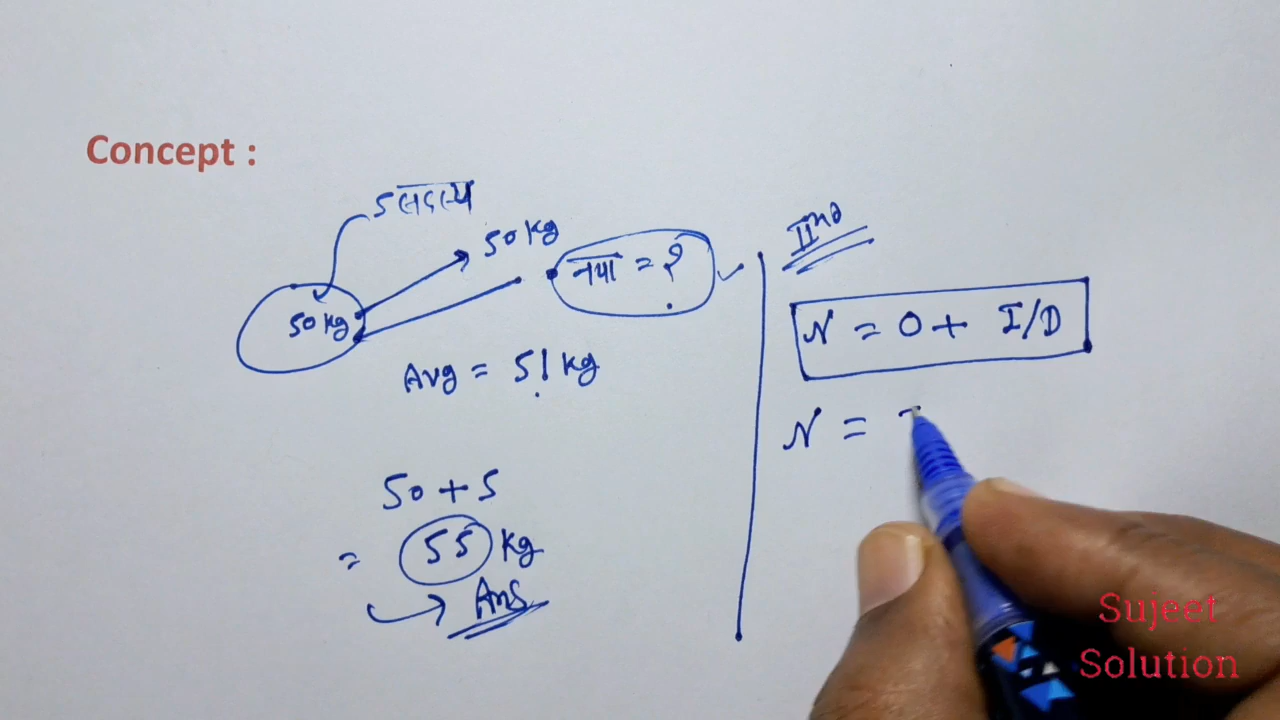 Concept :
5 सदस्य
50 Kg
50 Kg
नया = ?
Avg = 51 Kg
50 + 5
= 55 Kg
Ans
IInd
N = O + I/D
N =
Sujeet
Solution